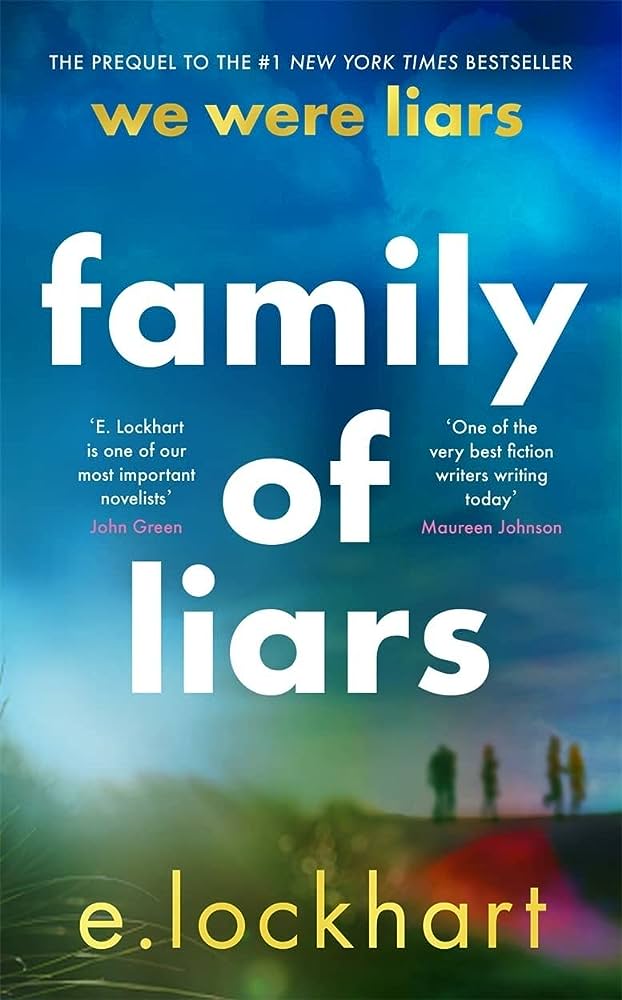 THE PREQUEL TO THE #1 NEW YORK TIMES BESTSELLER
we were liars
family
‘E. Lockhart
is one of our
most important
novelists’
John Green
of
‘One of the
very best fiction
writers writing
today’
Maureen Johnson
liars
e.lockhart